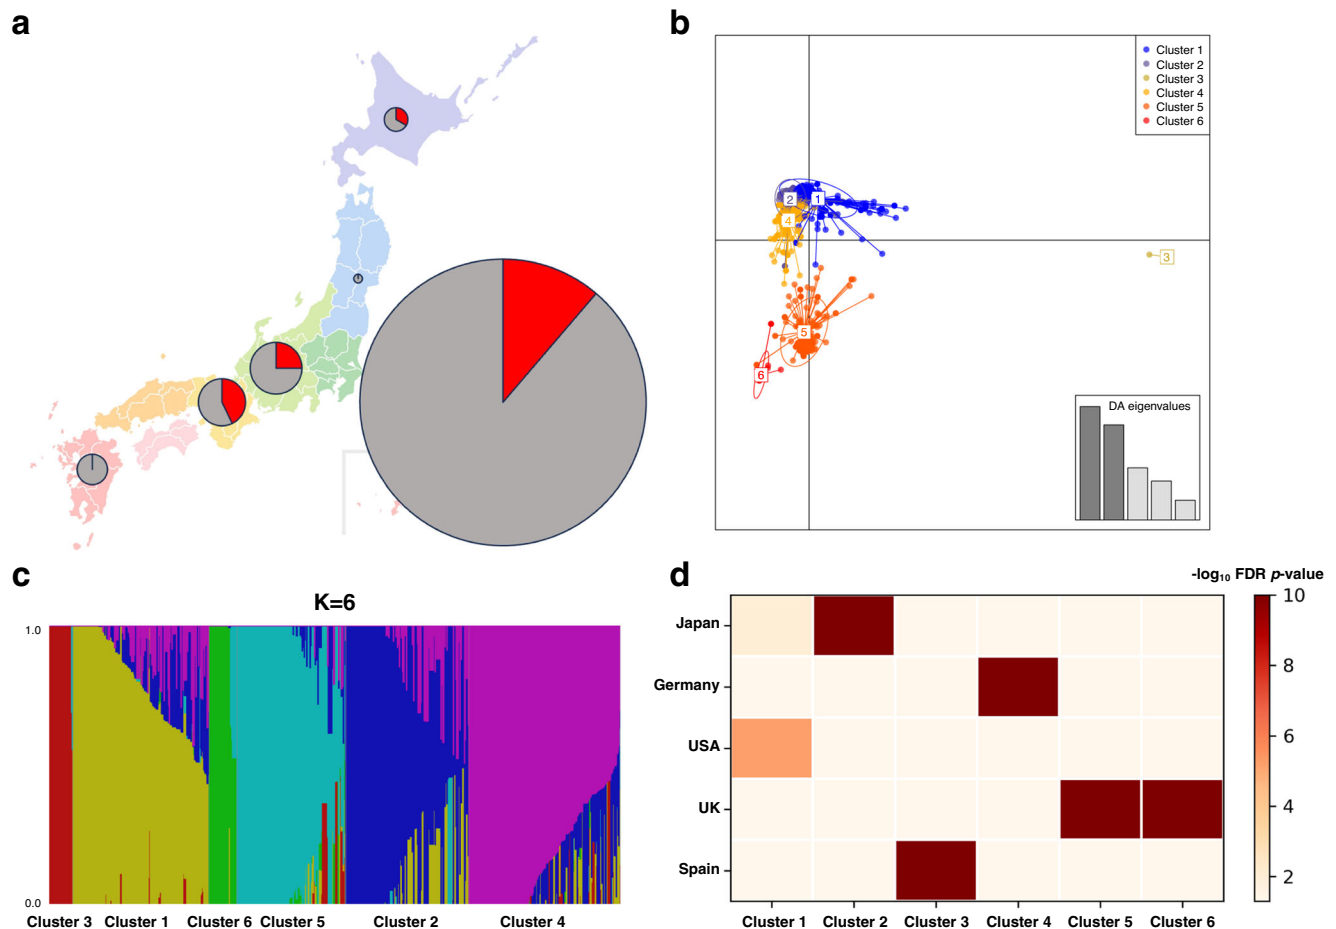 a
b
Cluster 1
Cluster 2
Cluster 3
Cluster 4
Cluster 5
Cluster 6
2
1
4
3
5
6
DA eigenvalues
c
K=6
1.0
0.0
Cluster 3 Cluster 1 Cluster 6 Cluster 5 Cluster 2 Cluster 4
d
-log₁₀ FDR p-value
Japan
Germany
USA
UK
Spain
10
8
6
4
2
Cluster 1 Cluster 2 Cluster 3 Cluster 4 Cluster 5 Cluster 6